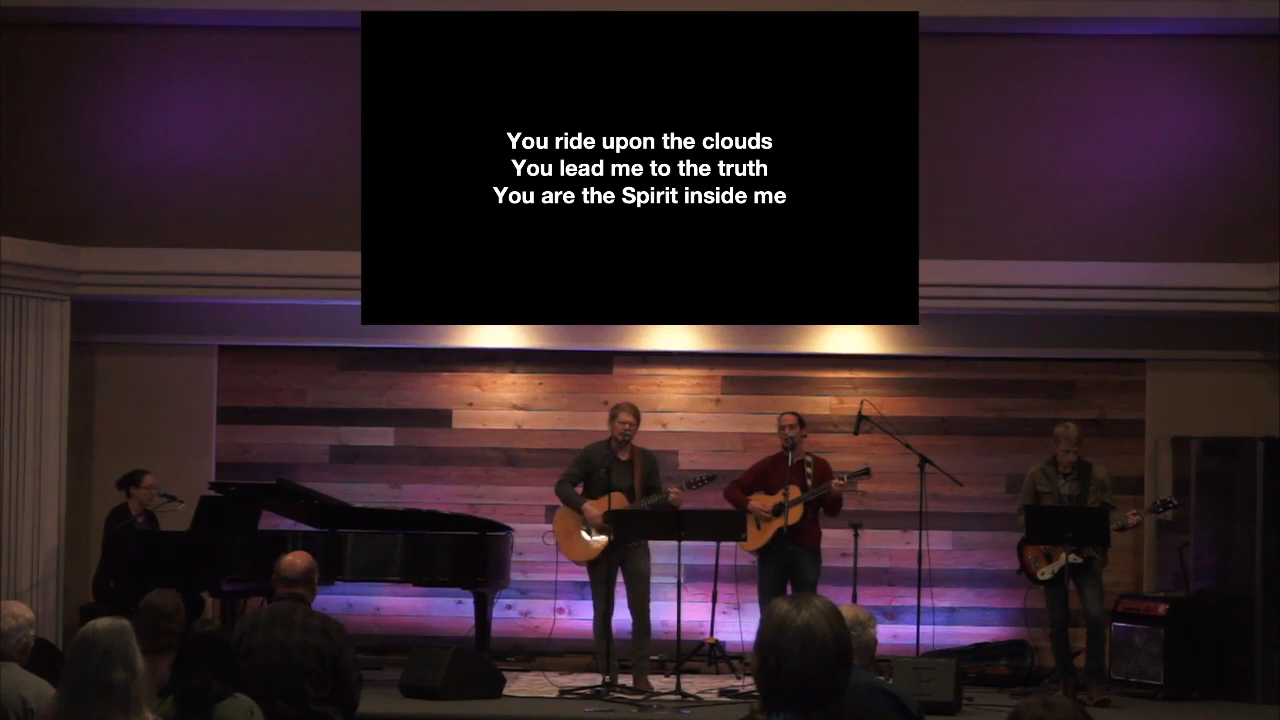 You ride upon the clouds
You lead me to the truth
You are the Spirit inside me